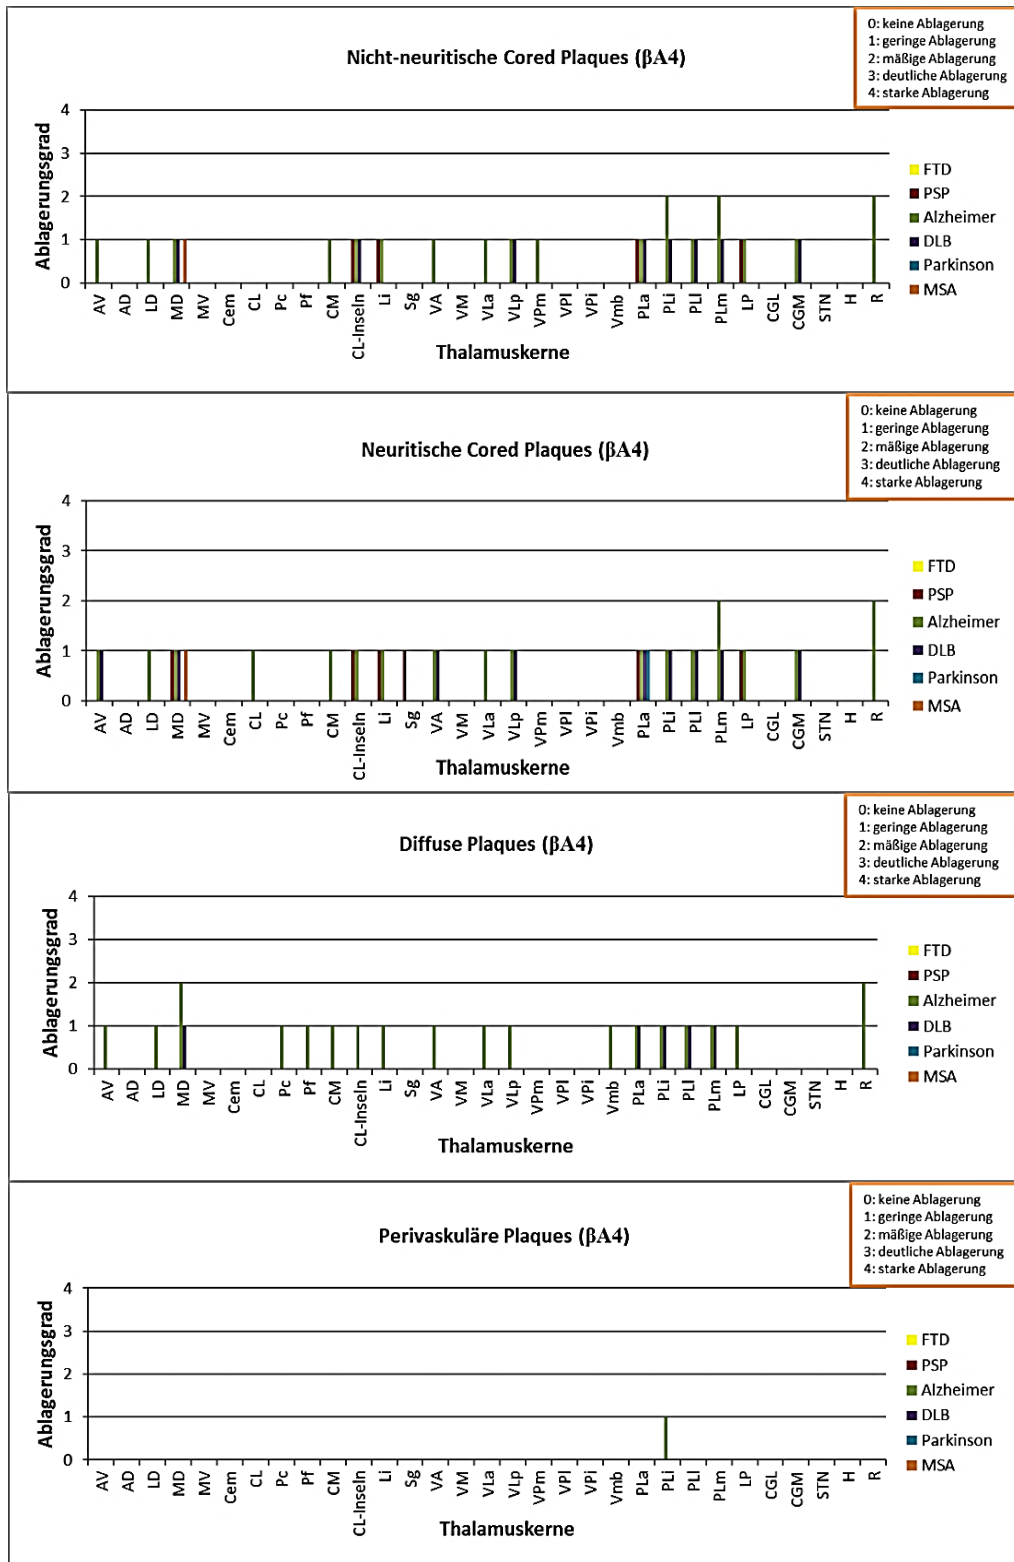 0: keine Ablagerung
1: geringe Ablagerung
2: mäßige Ablagerung
3: deutliche Ablagerung
4: starke Ablagerung
Nicht-neuritische Cored Plaques (βA4)
Ablagerungsgrad
4
3
2
1
0
AV AD LD MD MV Cem CL Pc Pf CM CL-Inseln Li Sg VA VM VLa VLp VPm VPl VPi Vmb PLa PLi PLl PLm LP CGL CGM STN H R
Thalamuskerne
FTD
PSP
Alzheimer
DLB
Parkinson
MSA
0: keine Ablagerung
1: geringe Ablagerung
2: mäßige Ablagerung
3: deutliche Ablagerung
4: starke Ablagerung
Neuritische Cored Plaques (βA4)
Ablagerungsgrad
4
3
2
1
0
AV AD LD MD MV Cem CL Pc Pf CM CL-Inseln Li Sg VA VM VLa VLp VPm VPl VPi Vmb PLa PLi PLl PLm LP CGL CGM STN H R
Thalamuskerne
FTD
PSP
Alzheimer
DLB
Parkinson
MSA
0: keine Ablagerung
1: geringe Ablagerung
2: mäßige Ablagerung
3: deutliche Ablagerung
4: starke Ablagerung
Diffuse Plaques (βA4)
Ablagerungsgrad
4
3
2
1
0
AV AD LD MD MV Cem CL Pc Pf CM CL-Inseln Li Sg VA VM VLa VLp VPm VPl VPi Vmb PLa PLi PLl PLm LP CGL CGM STN H R
Thalamuskerne
FTD
PSP
Alzheimer
DLB
Parkinson
MSA
0: keine Ablagerung
1: geringe Ablagerung
2: mäßige Ablagerung
3: deutliche Ablagerung
4: starke Ablagerung
Perivaskuläre Plaques (βA4)
Ablagerungsgrad
4
3
2
1
0
AV AD LD MD MV Cem CL Pc Pf CM CL-Inseln Li Sg VA VM VLa VLp VPm VPl VPi Vmb PLa PLi PLl PLm LP CGL CGM STN H R
Thalamuskerne
FTD
PSP
Alzheimer
DLB
Parkinson
MSA